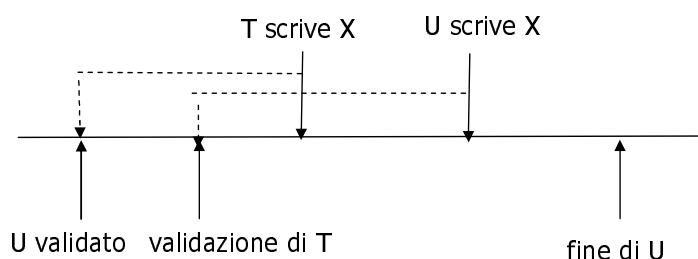 T scrive X
U scrive X
U validato
validazione di T
fine di U